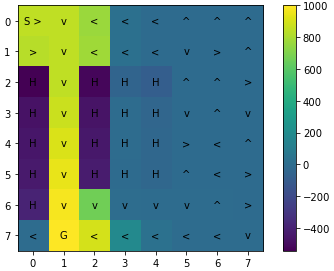 0 S > v < < < ^ ^ ^ 1000
1 > v < < < v > ^ 800
2 H v H H H ^ ^ > 600
3 H v H H H v ^ v 400
4 H v H H H > < > 200
5 H v H H H ^ < > 0
6 H v v v v v ^ > −200
7 < G < < < < < v −400
0 1 2 3 4 5 6 7